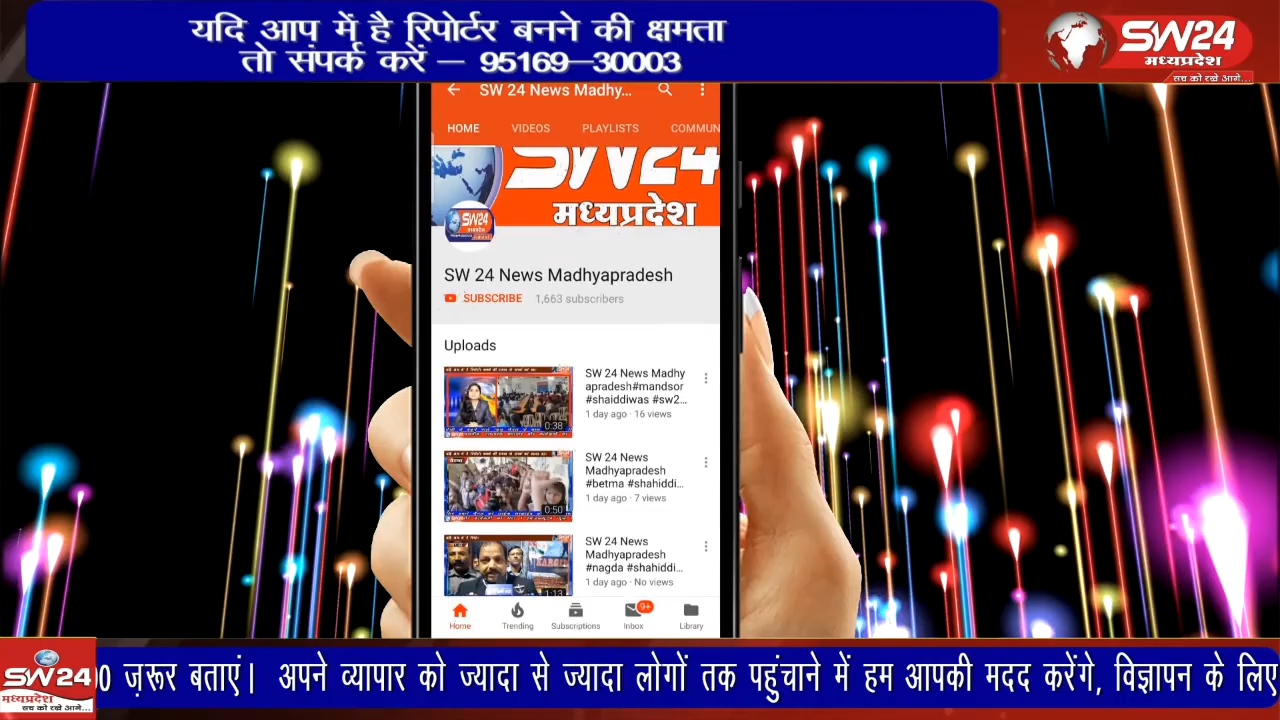 यदि आप में है रिपोर्टर बनने की क्षमता
तो संपर्क करें – 95169–30003
SW24
मध्यप्रदेश
सच को रखे आगे...
SW 24 News Madhy...
HOME VIDEOS PLAYLISTS COMMUN
SW24
मध्यप्रदेश
SW24
SW 24 News Madhyapradesh
SUBSCRIBE 1,663 subscribers
Uploads
SW 24 News Madhy
apradesh#mandsor
#shaiddiwas #sw2...
1 day ago · 16 views
0:38
SW 24 News
Madhyapradesh
#betma #shahiddi...
1 day ago · 7 views
0:50
SW 24 News
Madhyapradesh
#nagda #shahiddi...
1 day ago · No views
1:13
9+
Home Trending Subscriptions Inbox Library
SW24
मध्यप्रदेश
सच को रखे आगे...
00 ज़रूर बताएं। अपने व्यापार को ज्यादा से ज्यादा लोगों तक पहुंचाने में हम आपकी मदद करेंगे, विज्ञापन के लिए